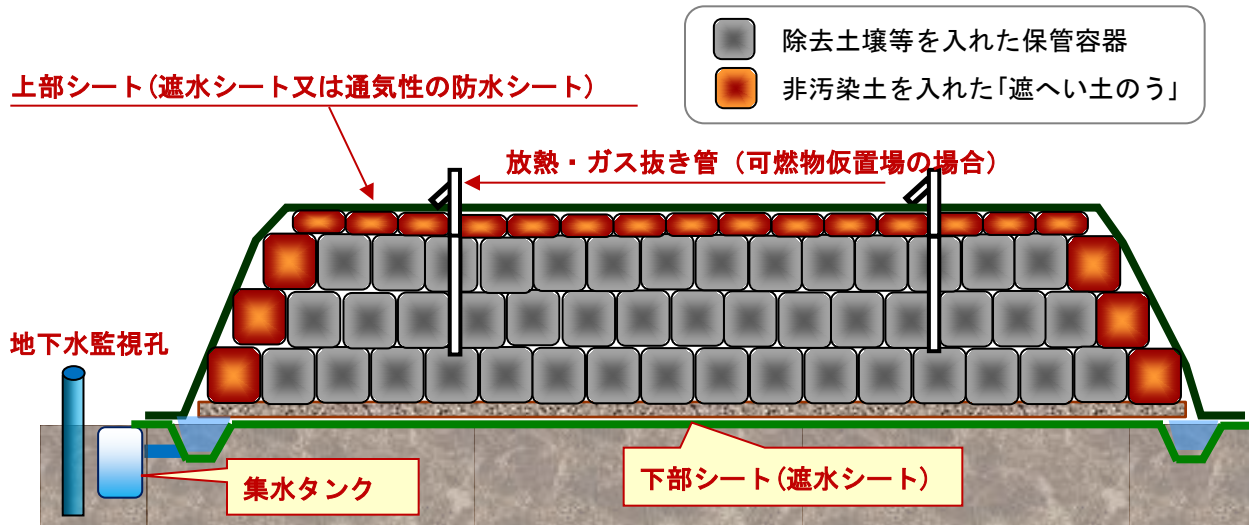 除去土壌等を入れた保管容器
非汚染土を入れた「遮へい土のう」
上部シート(遮水シート又は通気性の防水シート)
放熱・ガス抜き管（可燃物仮置場の場合）
地下水監視孔
集水タンク
下部シート(遮水シート)